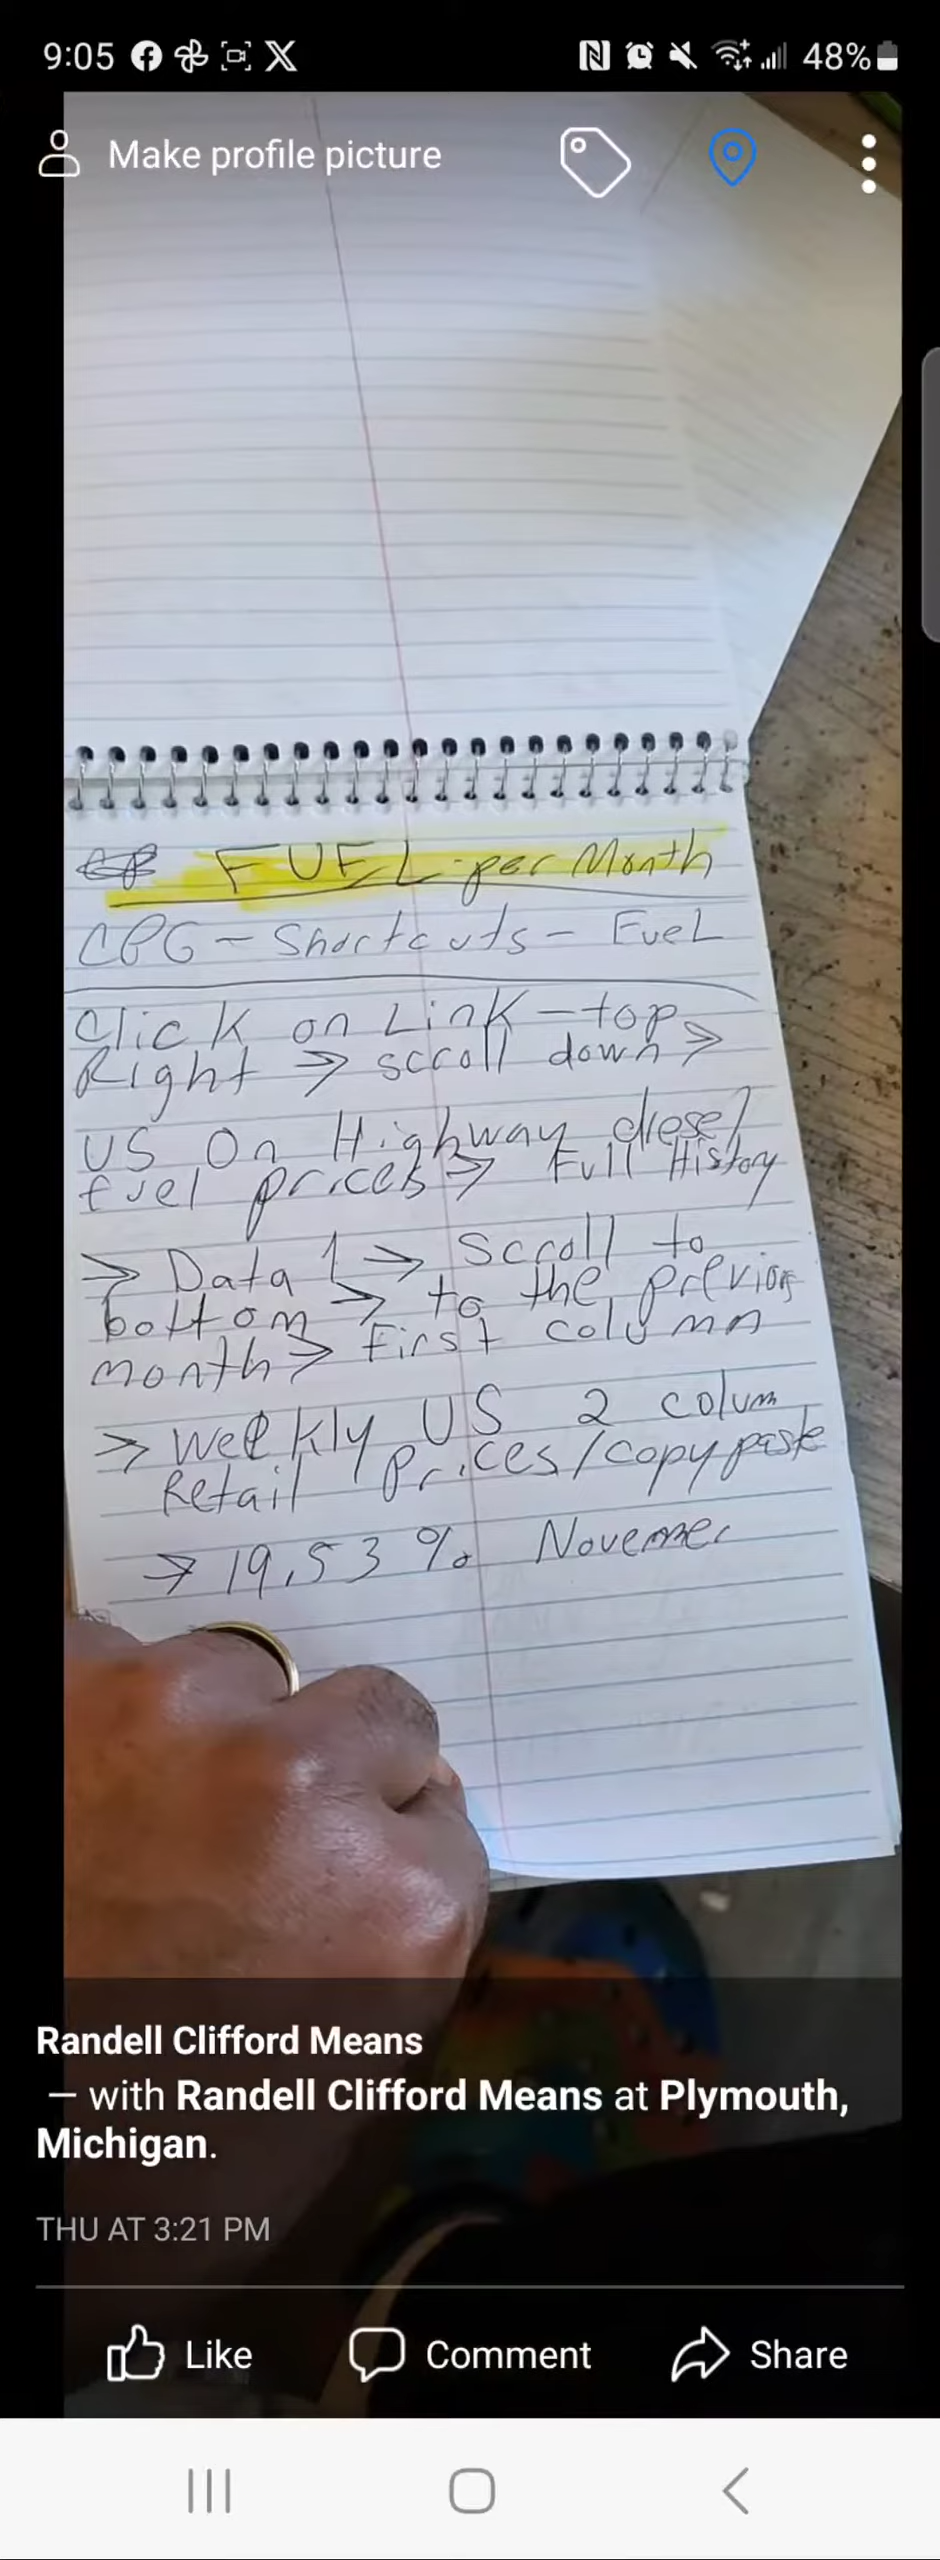 9:05
48%
Make profile picture
FUEL per Month
CPG - Shortcuts - FueL
Click on Link - top
Right > scroll down >
US On Highway diesel
fuel prices > Full History
> Data 1 > Scroll to
bottom > to the previos
month > first column
> Weekly US 2 colum
Retail Prices/copy paste
> 19.53% Novemer
Randell Clifford Means
— with Randell Clifford Means at Plymouth,
Michigan.
THU AT 3:21 PM
Like Comment Share